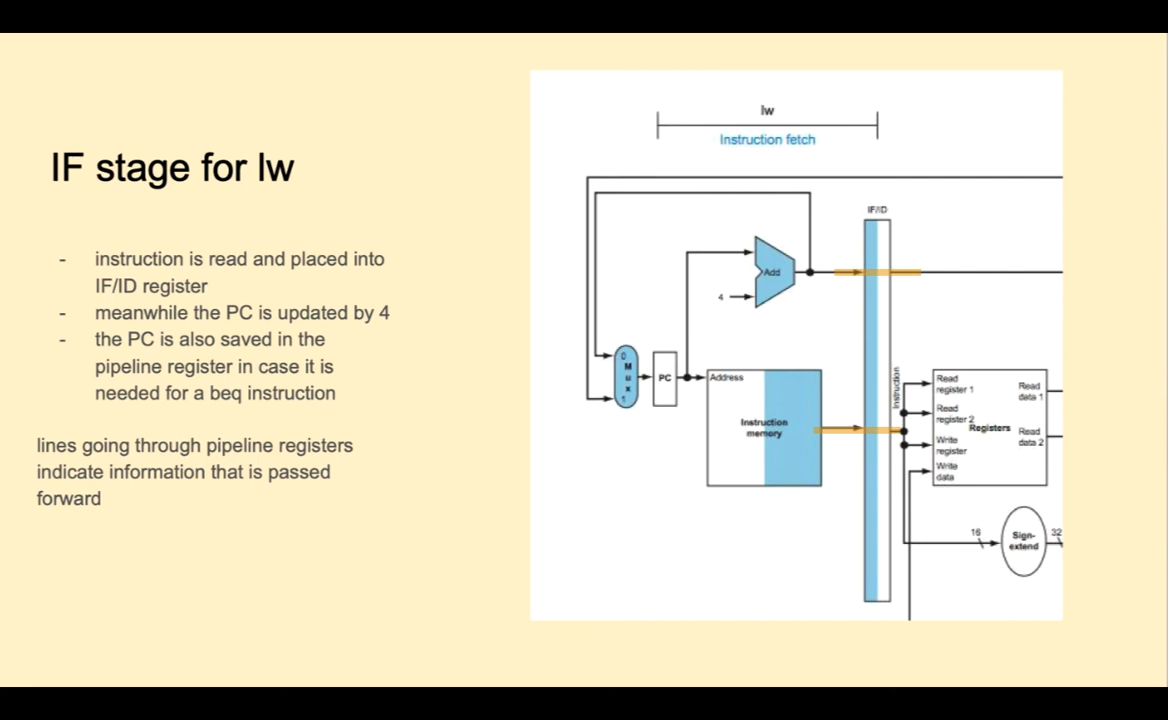 IF stage for lw
- instruction is read and placed into
IF/ID register
- meanwhile the PC is updated by 4
- the PC is also saved in the
pipeline register in case it is
needed for a beq instruction
lines going through pipeline registers
indicate information that is passed
forward
lw
Instruction fetch
IF/ID
Add
4
0
M
u
x
1
PC
Address
Instruction
memory
Instruction
Read
register 1
Read
register 2
Write
register
Write
data
Registers
Read
data 1
Read
data 2
16
Sign-
extend
32